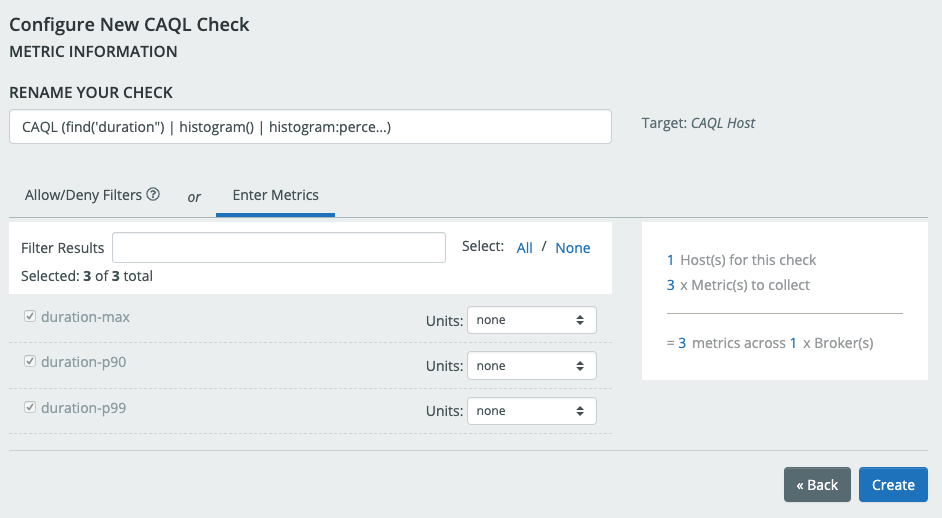 Configure New CAQL Check
METRIC INFORMATION
RENAME YOUR CHECK
CAQL (find('duration") | histogram() | histogram:perce...)
Target: CAQL Host
Allow/Deny Filters ? or Enter Metrics
Filter Results Select: All / None
Selected: 3 of 3 total
duration-max Units: none
duration-p90 Units: none
duration-p99 Units: none
1 Host(s) for this check
3 x Metric(s) to collect
= 3 metrics across 1 x Broker(s)
« Back Create